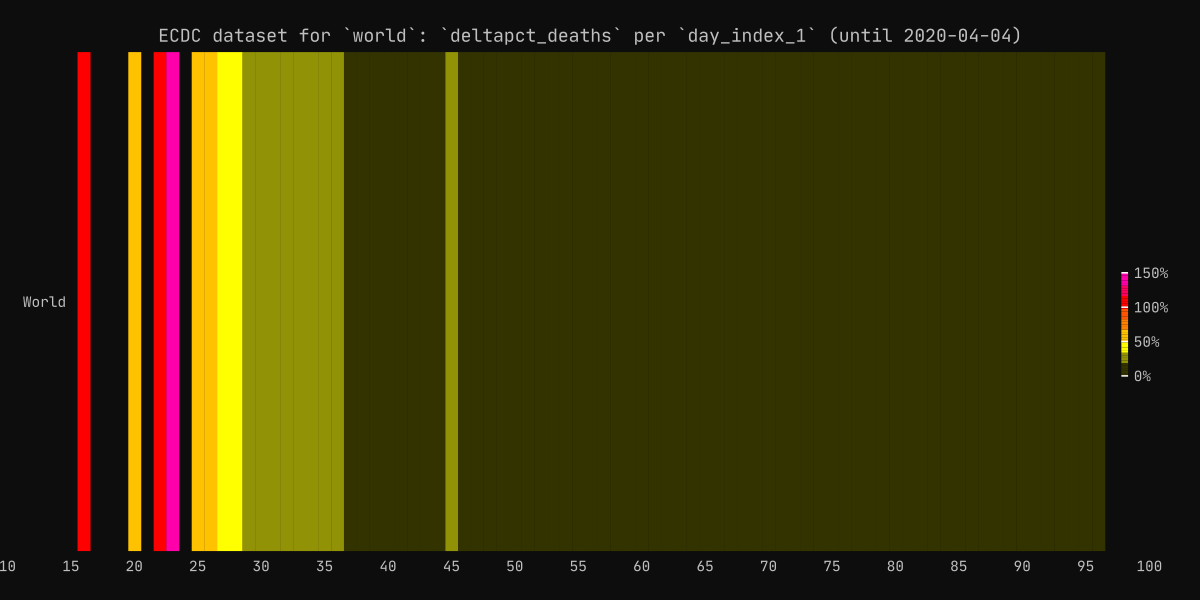 ECDC dataset for `world`: `deltapct_deaths` per `day_index_1` (until 2020-04-04)
World
150%
100%
50%
0%
10 15 20 25 30 35 40 45 50 55 60 65 70 75 80 85 90 95 100